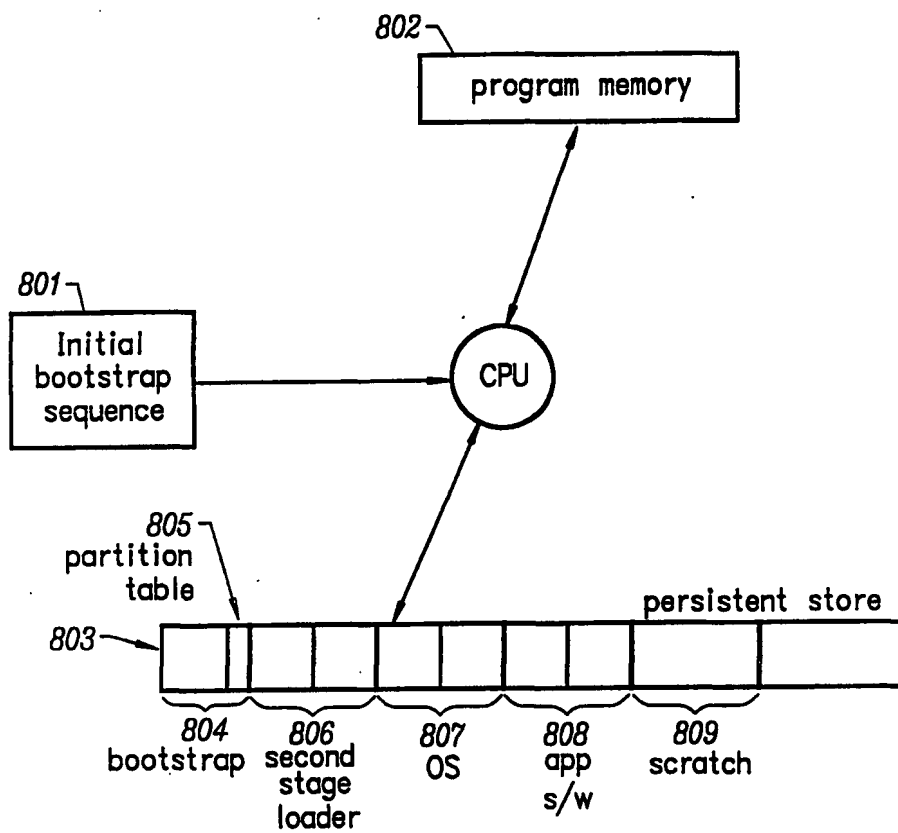 802
program memory
801
Initial
bootstrap
sequence
CPU
805
partition
table
persistent store
803
804
bootstrap
806
second
stage
loader
807
OS
808
app
s/w
809
scratch